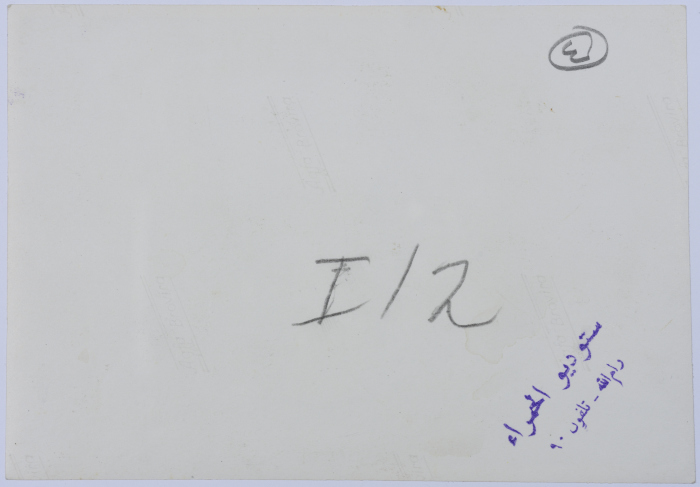 I/2
ستوديو الحمراء
رام الله - تلفون ٩٠